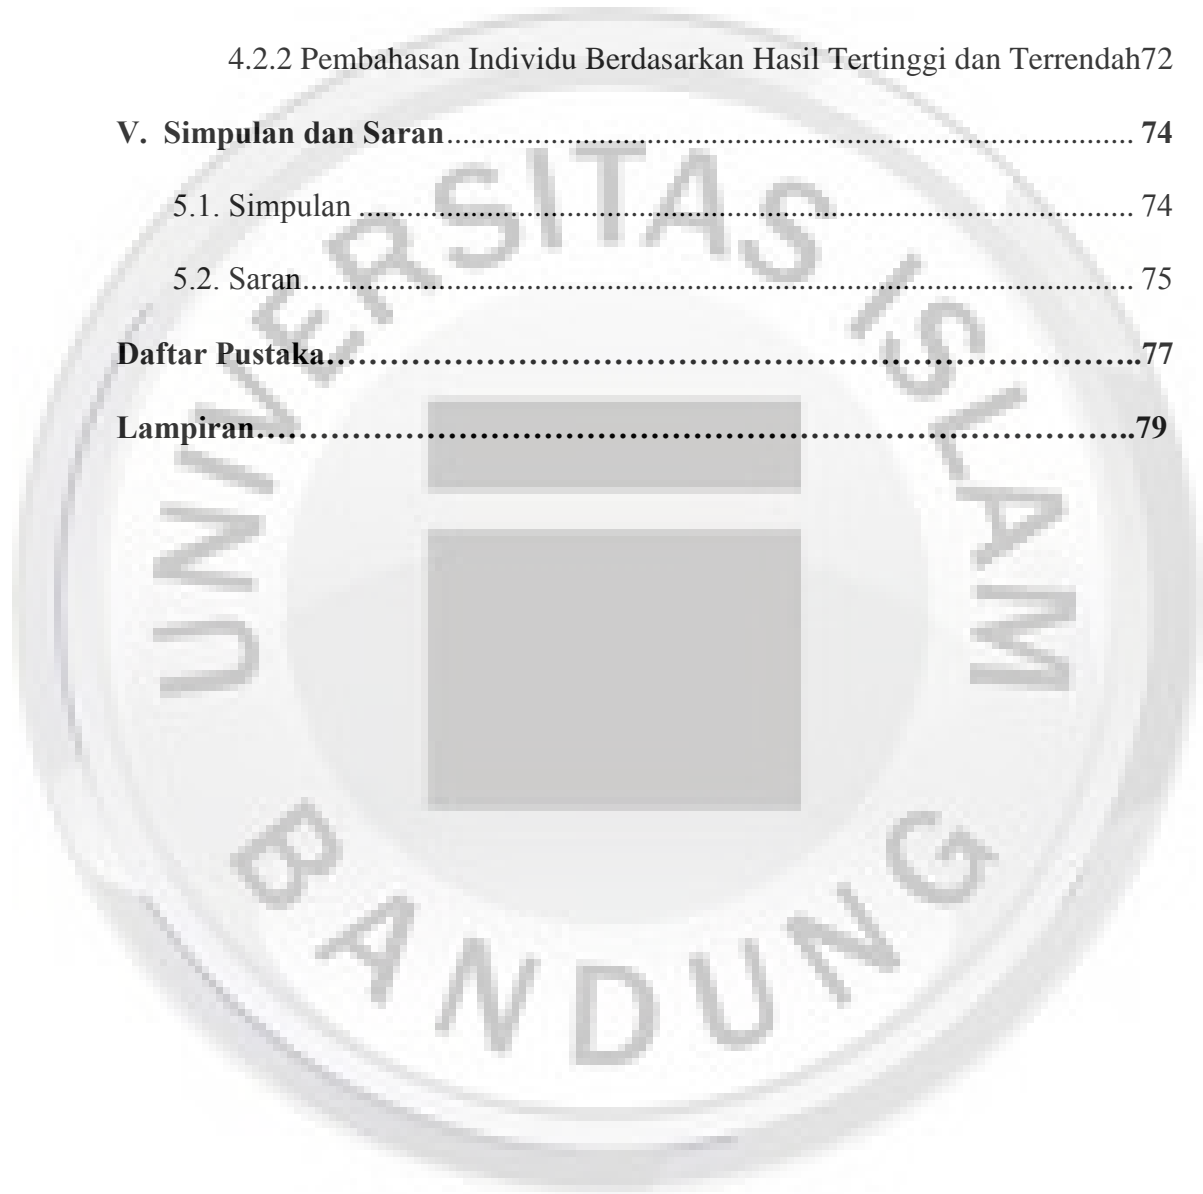 4.2.2 Pembahasan Individu Berdasarkan Hasil Tertinggi dan Terrendah72
V. Simpulan dan Saran.................................................................................... 74
5.1. Simpulan ............................................................................................... 74
5.2. Saran...................................................................................................... 75
Daftar Pustaka…………………………………………………………………..77
Lampiran………………………………………………………………………..79
UNIVERSITAS ISLAM
BANDUNG